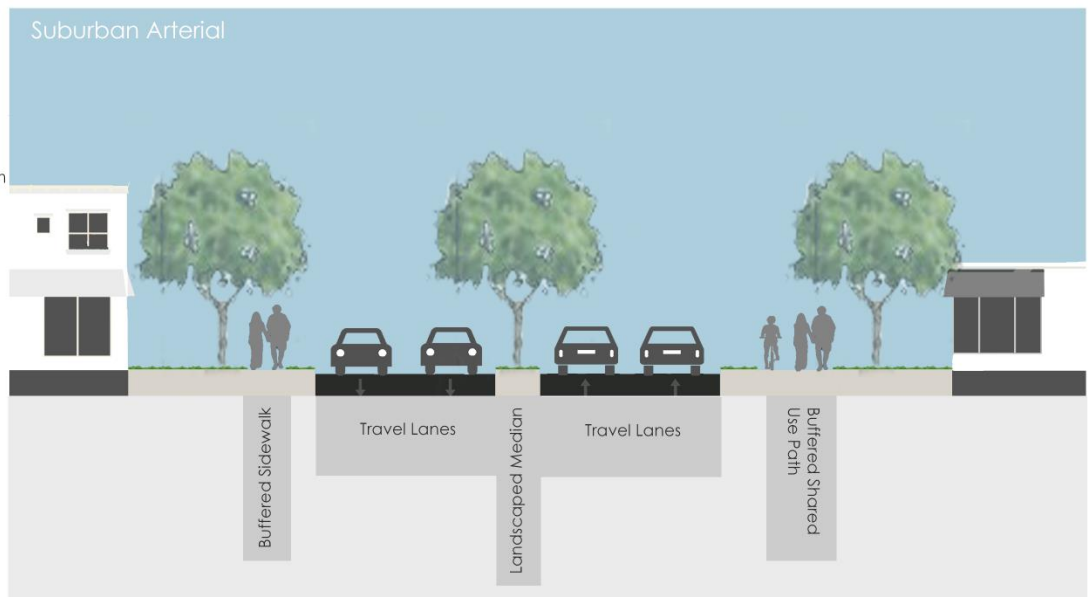 Suburban Arterial
Buffered Sidewalk
Travel Lanes
Landscaped Median
Travel Lanes
Buffered Shared
Use Path